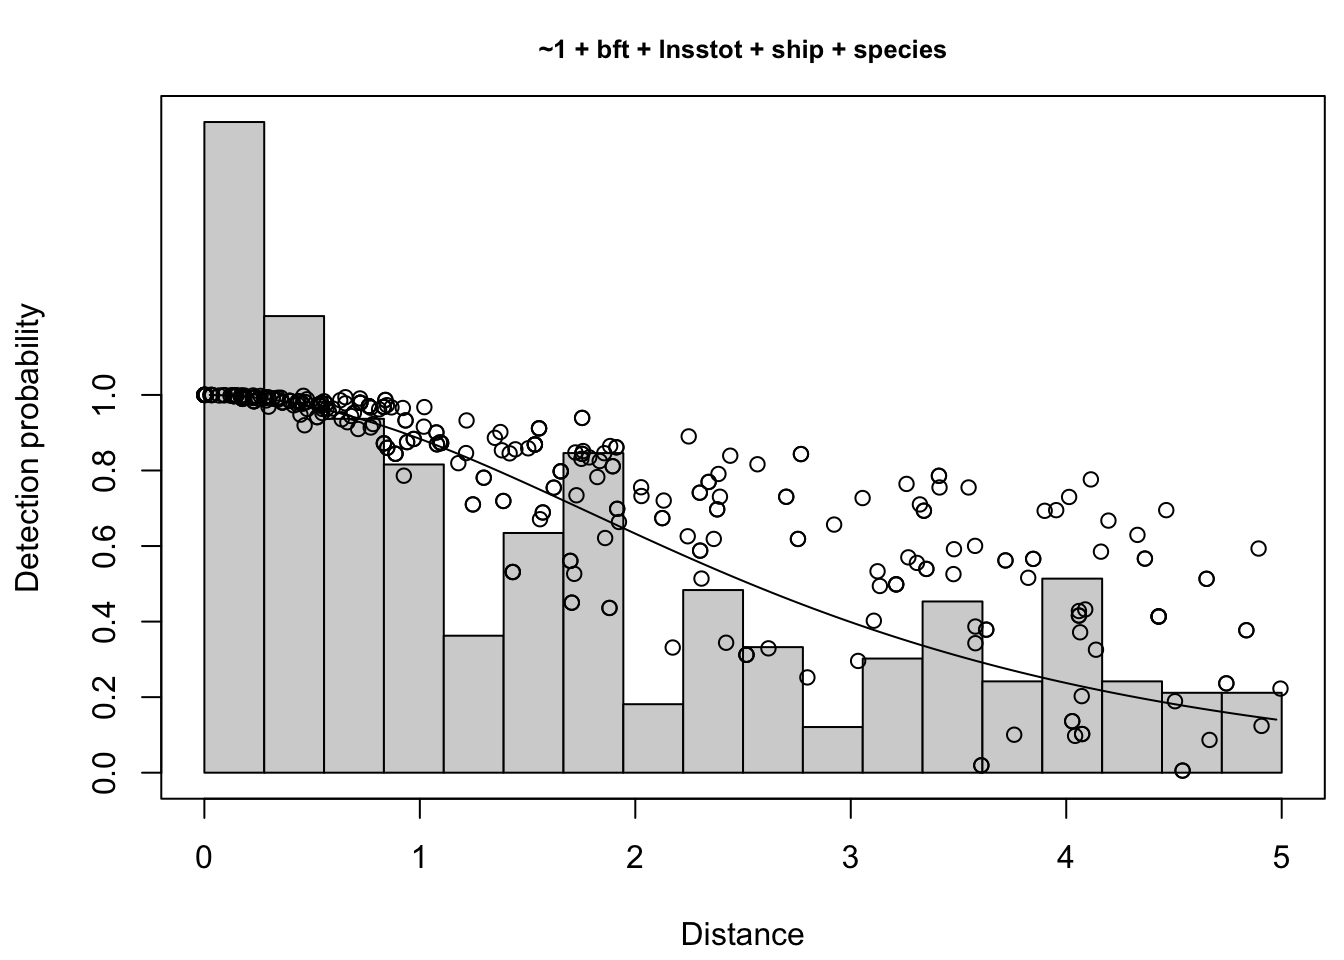 ~1 + bft + lnsstot + ship + species
Detection probability
1.0
0.8
0.6
0.4
0.2
0.0
0 1 2 3 4 5
Distance